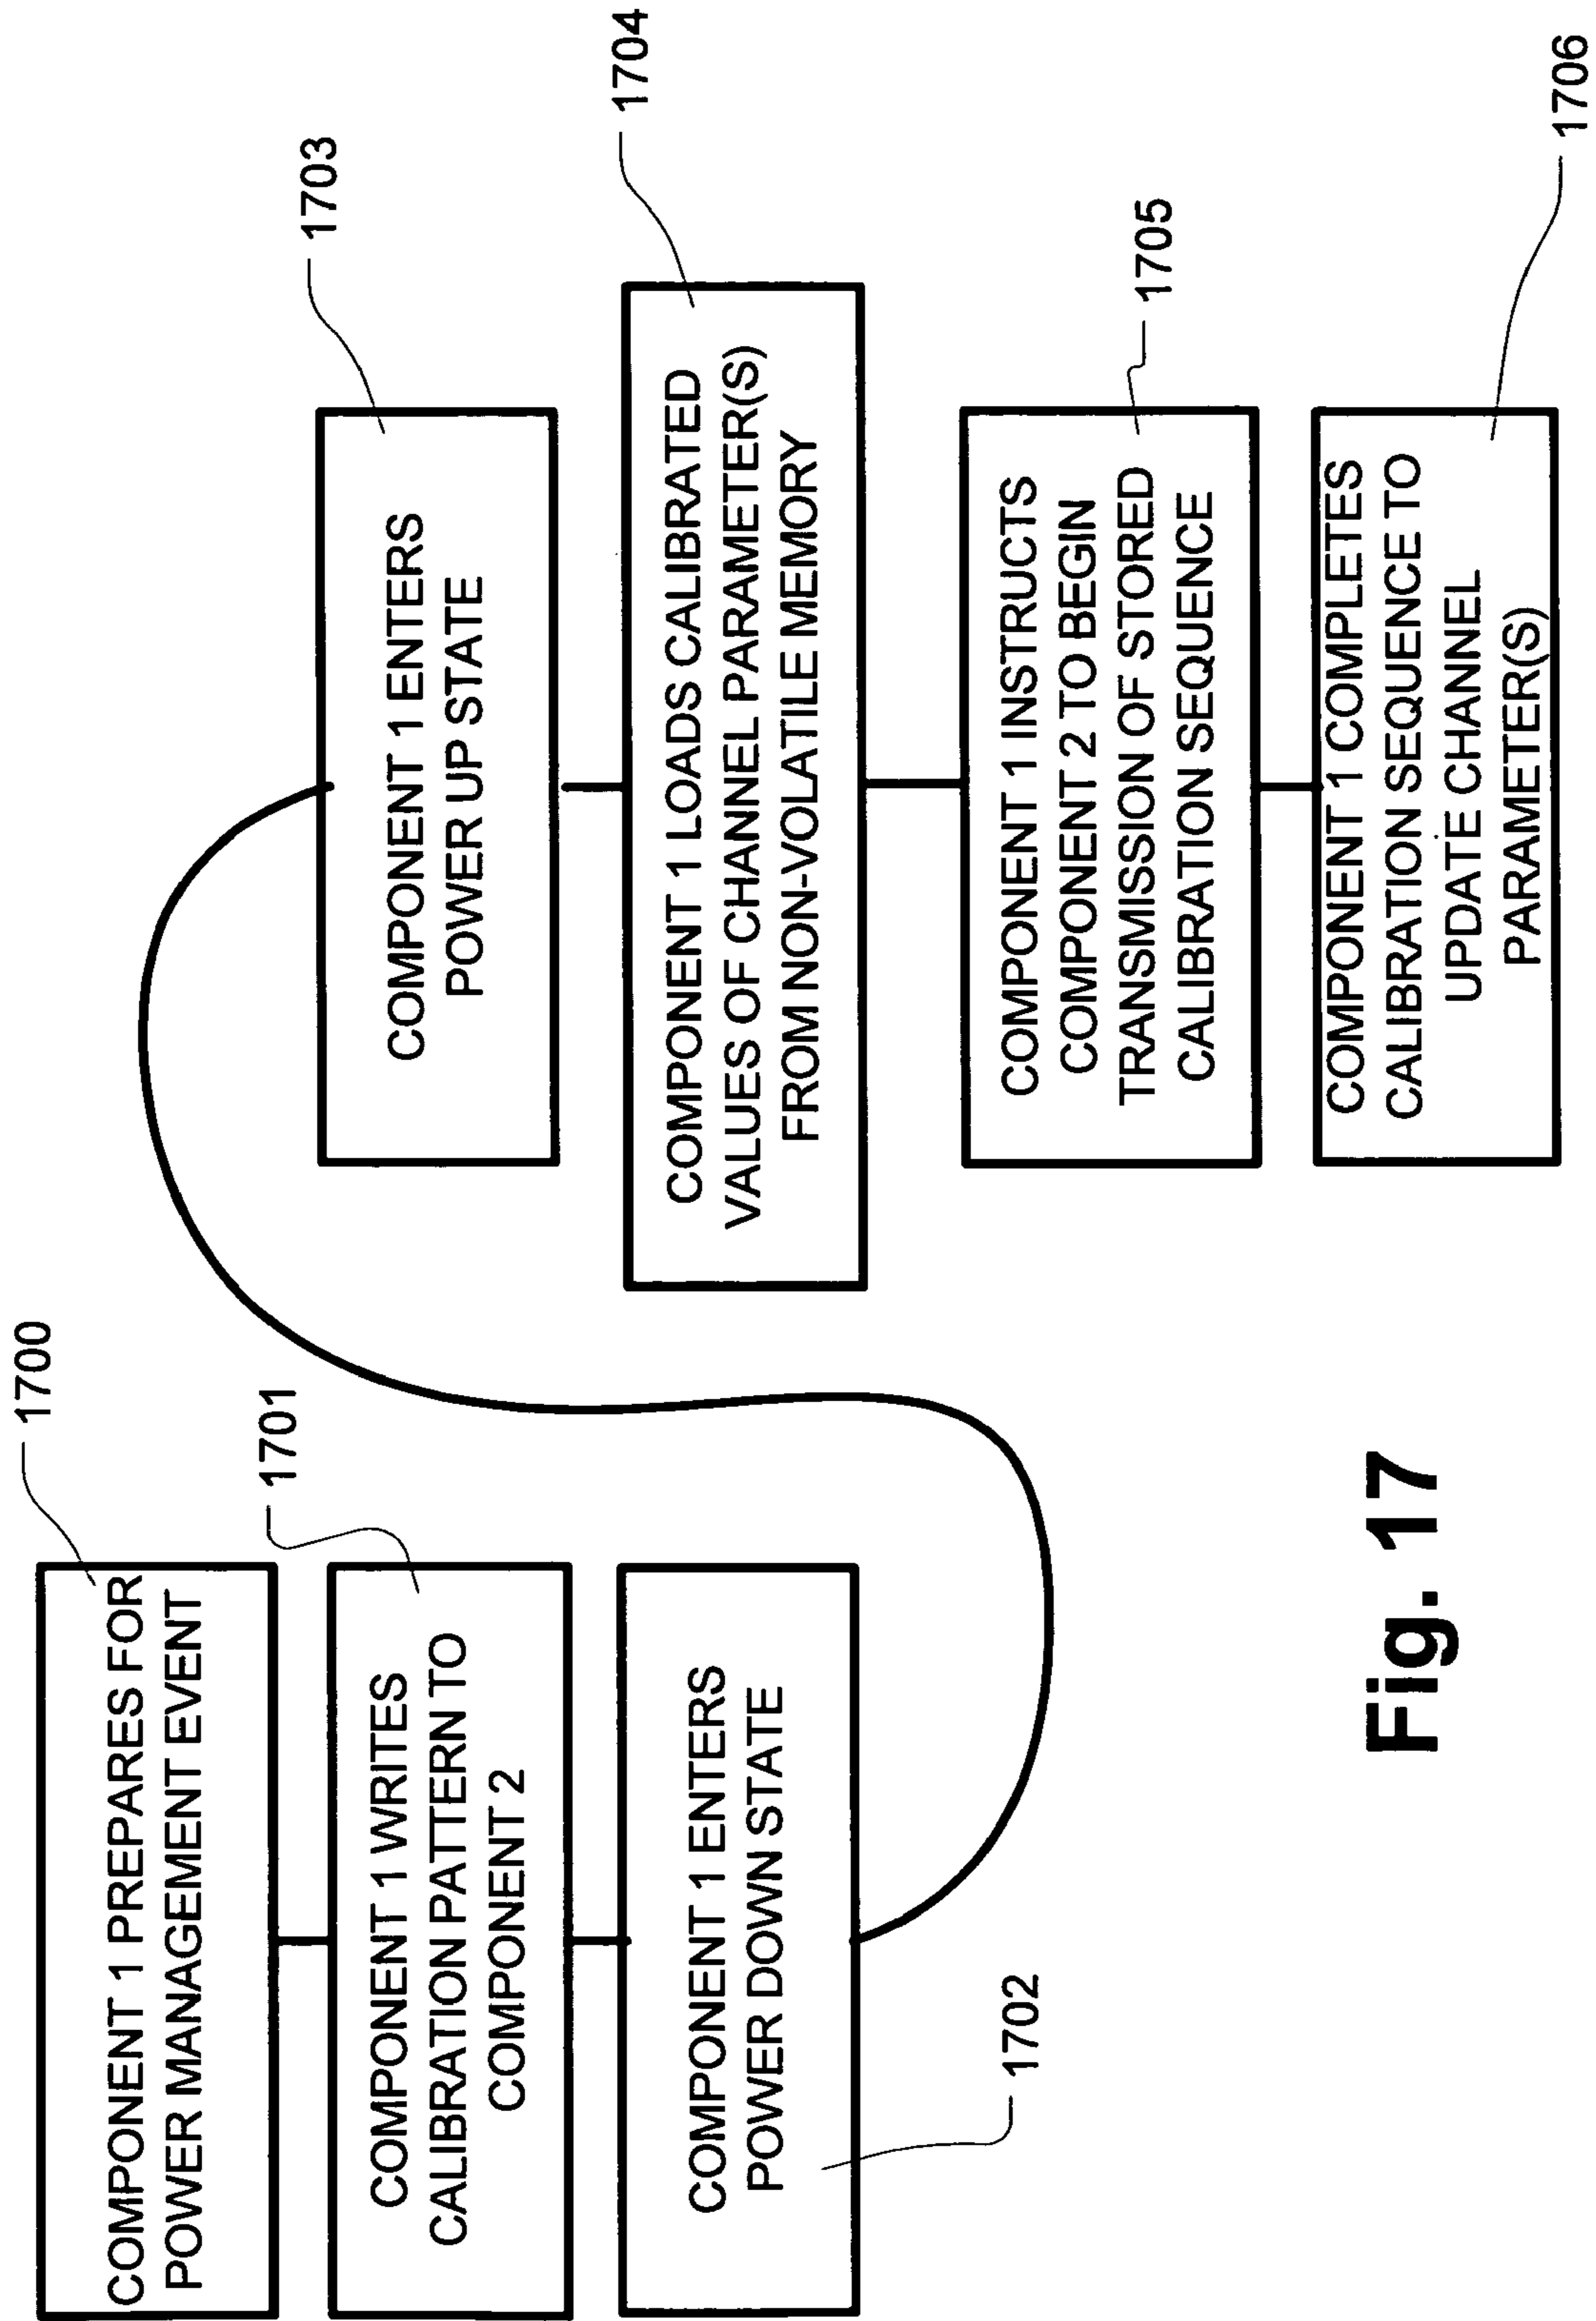 1700
COMPONENT 1 PREPARES FOR
POWER MANAGEMENT EVENT
1701
COMPONENT 1 WRITES
CALIBRATION PATTERN TO
COMPONENT 2
COMPONENT 1 ENTERS
POWER DOWN STATE
1702
1703
COMPONENT 1 ENTERS
POWER UP STATE
1704
COMPONENT 1 LOADS CALIBRATED
VALUES OF CHANNEL PARAMETER(S)
FROM NON-VOLATILE MEMORY
1705
COMPONENT 1 INSTRUCTS
COMPONENT 2 TO BEGIN
TRANSMISSION OF STORED
CALIBRATION SEQUENCE
1706
COMPONENT 1 COMPLETES
CALIBRATION SEQUENCE TO
UPDATE CHANNEL
PARAMETER(S)
Fig. 17